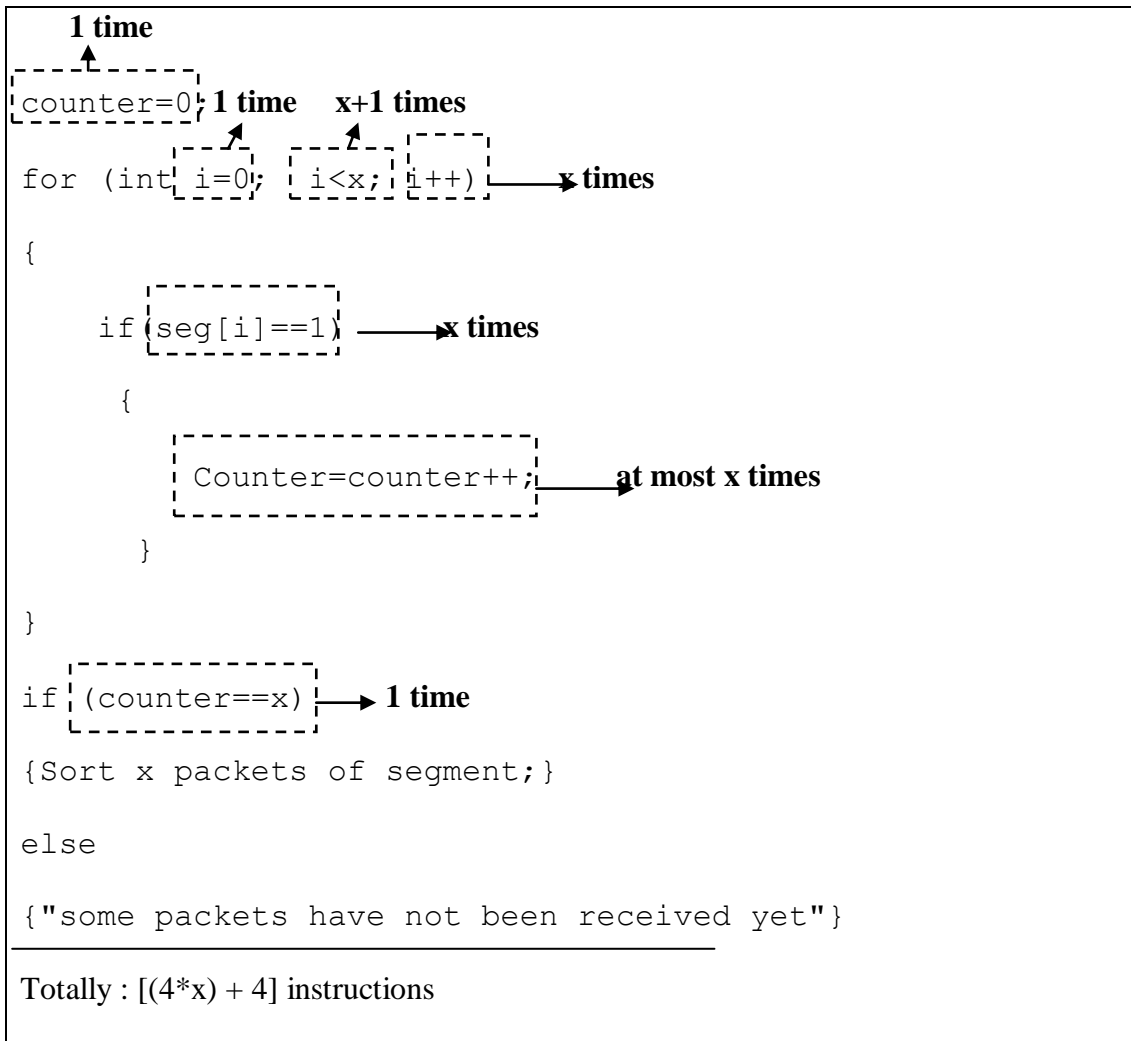 1 time
counter=0; 1 time x+1 times
for (int i=0; i<x; i++) x times
{
if(seg[i]==1) x times
{
Counter=counter++; at most x times
}
}
if (counter==x) 1 time
{Sort x packets of segment;}
else
{"some packets have not been received yet"}
Totally : [(4*x) + 4] instructions